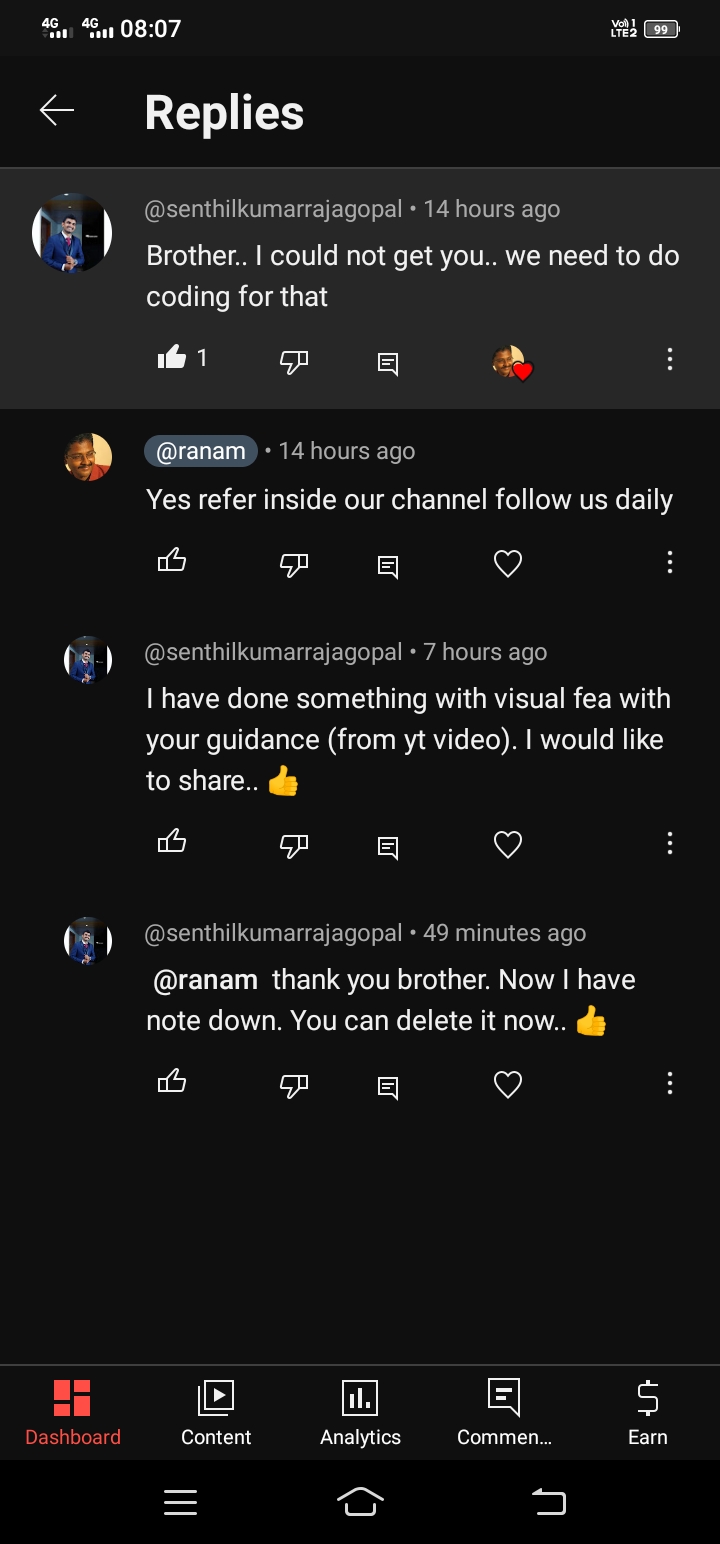 4G 4G 08:07 Vo)) 1 LTE2 99
Replies
@senthilkumarrajagopal • 14 hours ago
Brother.. I could not get you.. we need to do
coding for that
1
@ranam • 14 hours ago
Yes refer inside our channel follow us daily
@senthilkumarrajagopal • 7 hours ago
I have done something with visual fea with
your guidance (from yt video). I would like
to share.. 👍
@senthilkumarrajagopal • 49 minutes ago
@ranam thank you brother. Now I have
note down. You can delete it now.. 👍
Dashboard Content Analytics Commen... Earn